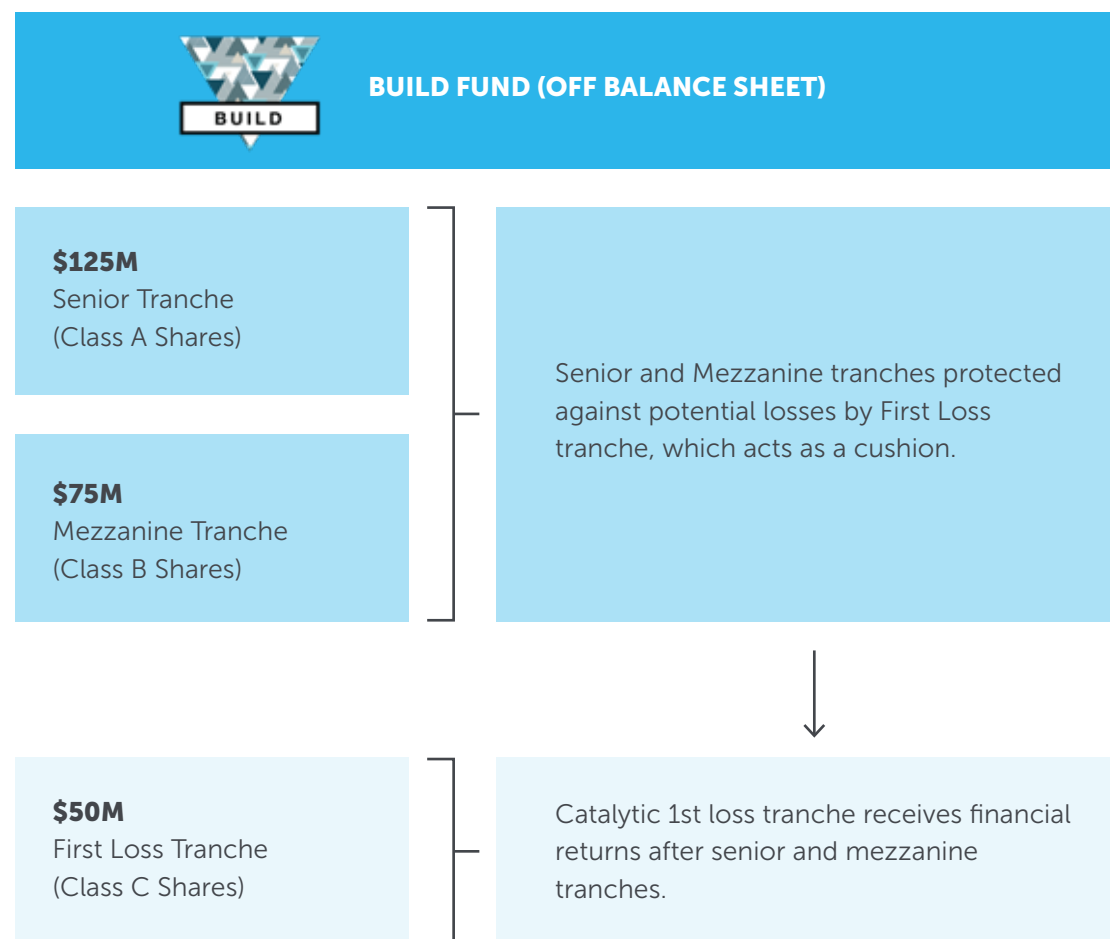 BUILD
BUILD FUND (OFF BALANCE SHEET)
$125M
Senior Tranche
(Class A Shares)
$75M
Mezzanine Tranche
(Class B Shares)
Senior and Mezzanine tranches protected
against potential losses by First Loss
tranche, which acts as a cushion.
$50M
First Loss Tranche
(Class C Shares)
Catalytic 1st loss tranche receives financial
returns after senior and mezzanine
tranches.